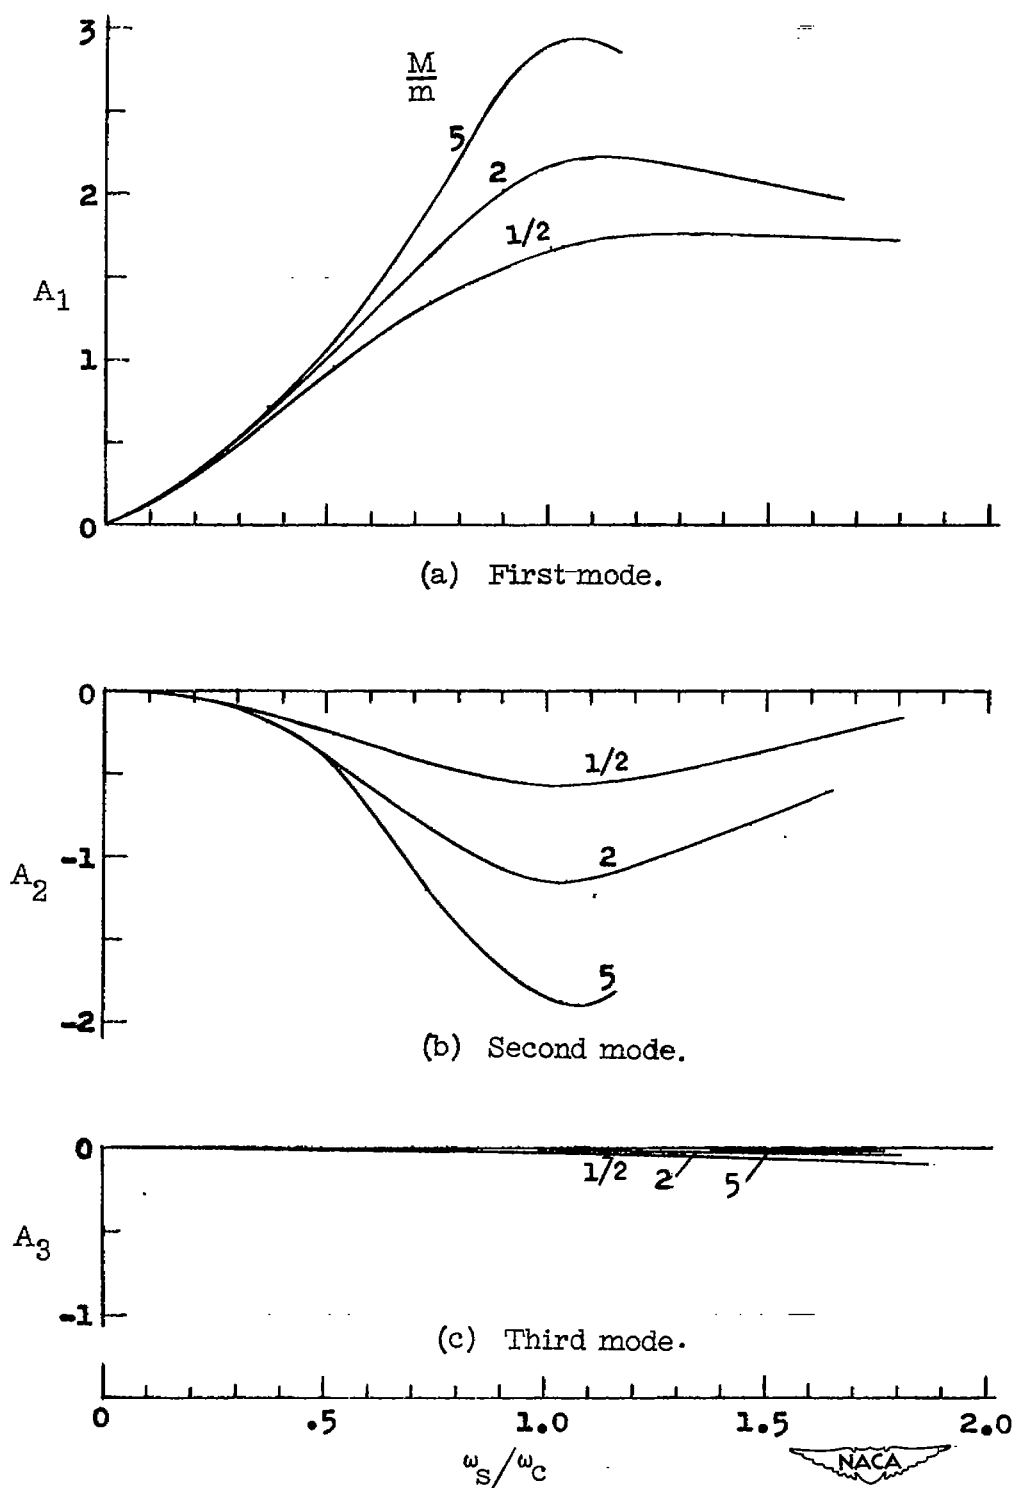 3
M
m
5
2
2
1/2
A1
1
0
(a) First mode.
0
1/2
-1
2
A2
5
-2
(b) Second mode.
0
1/2 2 5
A3
-1
(c) Third mode.
0 .5 1.0 1.5 2.0
ωs/ωc
NACA